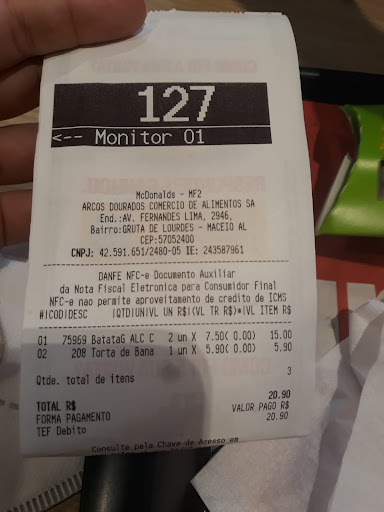 127
<-- Monitor 01
McDonalds - MF2
ARCOS DOURADOS COMERCIO DE ALIMENTOS SA
End.:AV. FERNANDES LIMA, 2946,
Bairro:GRUTA DE LOURDES - MACEIO AL
CEP:57052400
CNPJ: 42.591.651/2480-05 IE: 243587961
DANFE NFC-e Documento Auxiliar
da Nota Fiscal Eletronica para Consumidor Final
NFC-e nao permite aproveitamento de credito de ICMS
#|COD|DESC |QTD|UN|VL UN R$|(VL TR R$)*|VL ITEM R$
01 75969 BatataG ALC C 2 un X 7.50( 0.00) 15.00
02 208 Torta de Bana 1 un X 5.90( 0.00) 5.90
Qtde. total de itens 3
TOTAL R$ 20.90
FORMA PAGAMENTO VALOR PAGO R$
TEF Debito 20.90
Consulte pela Chave de Acesso em